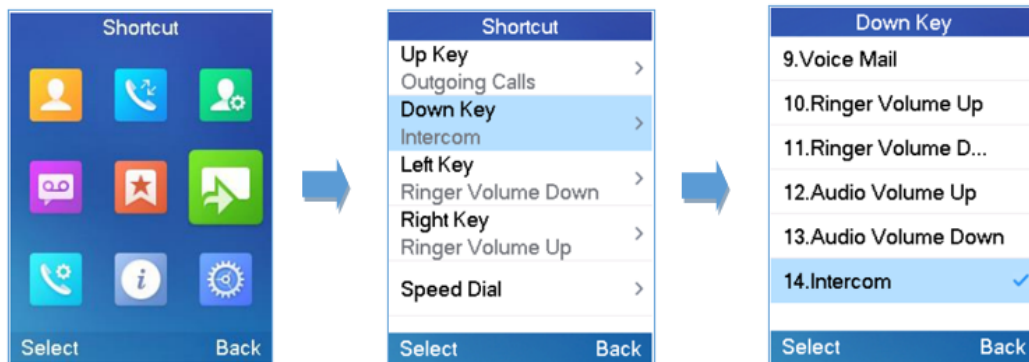 Shortcut
Select Back
Shortcut
Up Key
Outgoing Calls
Down Key
Intercom
Left Key
Ringer Volume Down
Right Key
Ringer Volume Up
Speed Dial
Select Back
Down Key
9.Voice Mail
10.Ringer Volume Up
11.Ringer Volume D...
12.Audio Volume Up
13.Audio Volume Down
14.Intercom
Select Back